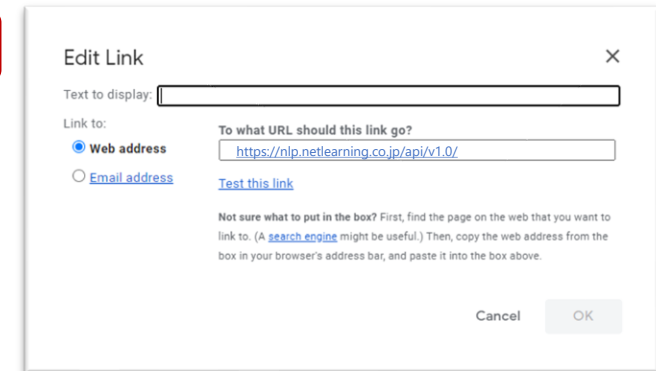 Edit Link
Text to display:
Link to:
Web address
Email address
To what URL should this link go?
https://nlp.netlearning.co.jp/api/v1.0/
Test this link
Not sure what to put in the box? First, find the page on the web that you want to
link to. (A search engine might be useful.) Then, copy the web address from the
box in your browser's address bar, and paste it into the box above.
Cancel OK